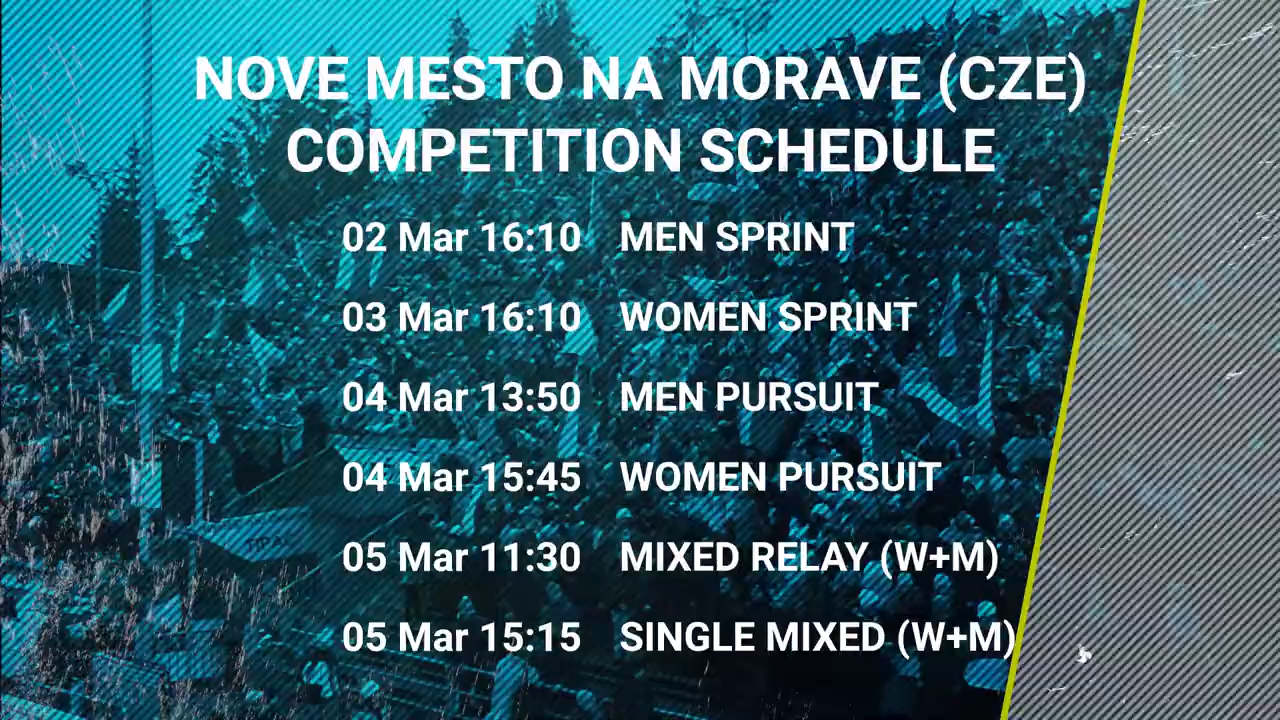 NOVE MESTO NA MORAVE (CZE)
COMPETITION SCHEDULE
02 Mar 16:10 MEN SPRINT
03 Mar 16:10 WOMEN SPRINT
04 Mar 13:50 MEN PURSUIT
04 Mar 15:45 WOMEN PURSUIT
05 Mar 11:30 MIXED RELAY (W+M)
05 Mar 15:15 SINGLE MIXED (W+M)